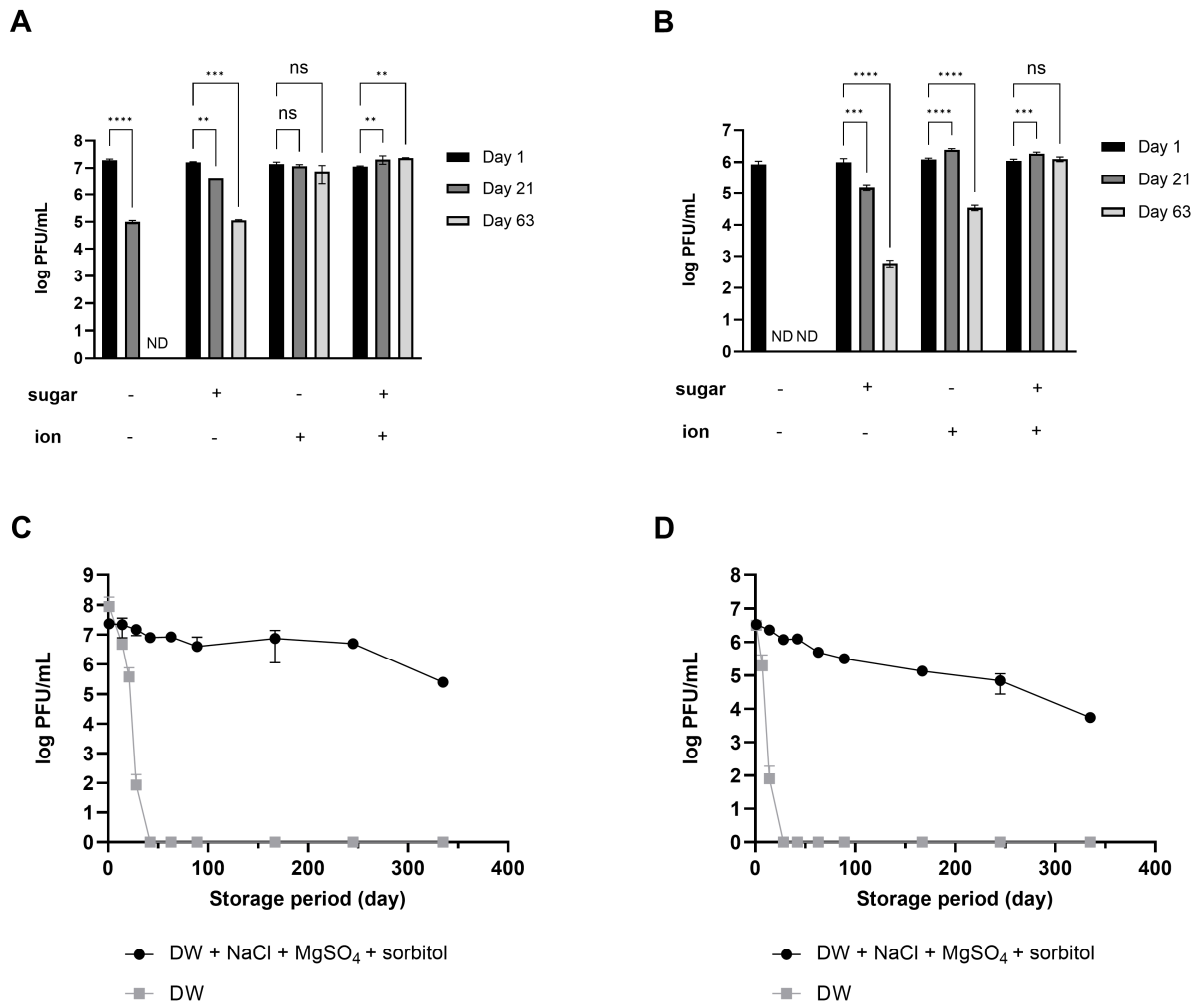 A
B
*** ns **
**** ** ns **
8
7
6
5
4
3
2
1
0
log PFU/mL
ND
Day 1
Day 21
Day 63
sugar - + - +
ion - - + +
**** **** ns
*** **** ***
7
6
5
4
3
2
1
0
log PFU/mL
ND ND
Day 1
Day 21
Day 63
sugar - + - +
ion - - + +
C
9
8
7
6
5
4
3
2
1
0
log PFU/mL
0 100 200 300 400
Storage period (day)
DW + NaCl + MgSO₄ + sorbitol
DW
D
8
7
6
5
4
3
2
1
0
log PFU/mL
0 100 200 300 400
Storage period (day)
DW + NaCl + MgSO₄ + sorbitol
DW